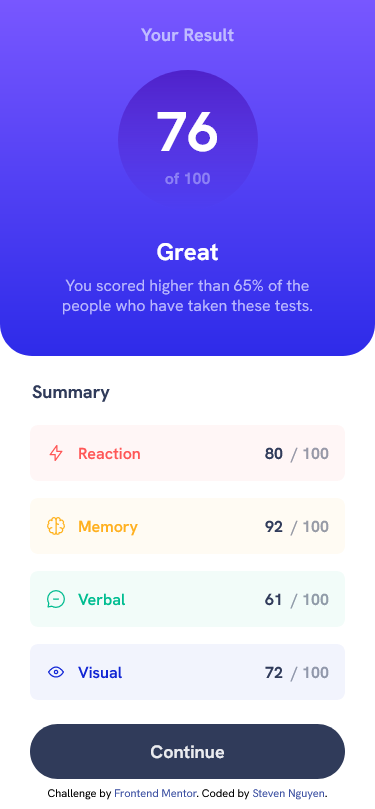 Your Result
76
of 100
Great
You scored higher than 65% of the
people who have taken these tests.
Summary
Reaction 80 / 100
Memory 92 / 100
Verbal 61 / 100
Visual 72 / 100
Continue
Challenge by Frontend Mentor. Coded by Steven Nguyen.